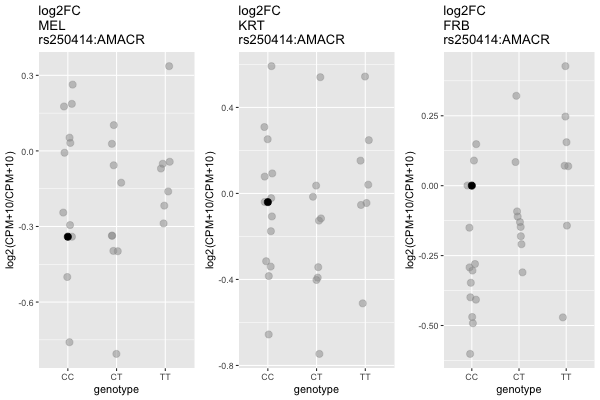 log2FC
MEL
rs250414:AMACR
log2(CPM+10/CPM+10)
0.3
0.0
-0.3
-0.6
CC CT TT
genotype
log2FC
KRT
rs250414:AMACR
log2(CPM+10/CPM+10)
0.4
0.0
-0.4
-0.8
CC CT TT
genotype
log2FC
FRB
rs250414:AMACR
log2(CPM+10/CPM+10)
0.25
0.00
-0.25
-0.50
CC CT TT
genotype